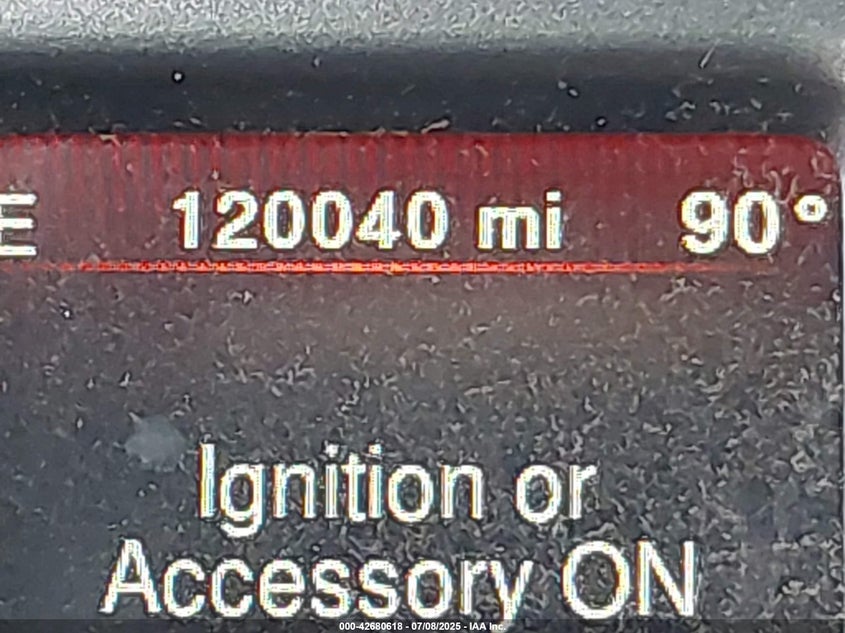 E 120040 mi 90°
Ignition or
Accessory ON
000-42680618 - 07/08/2025 - IAA Inc.